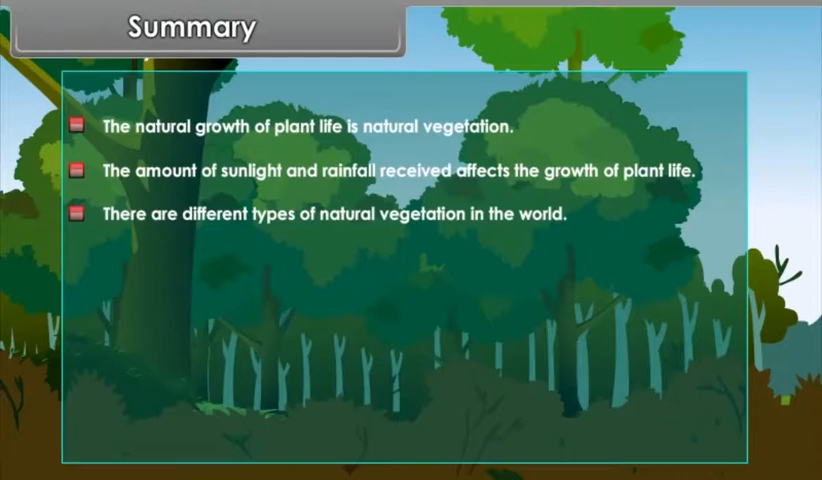 Summary
The natural growth of plant life is natural vegetation.
The amount of sunlight and rainfall received affects the growth of plant life.
There are different types of natural vegetation in the world.